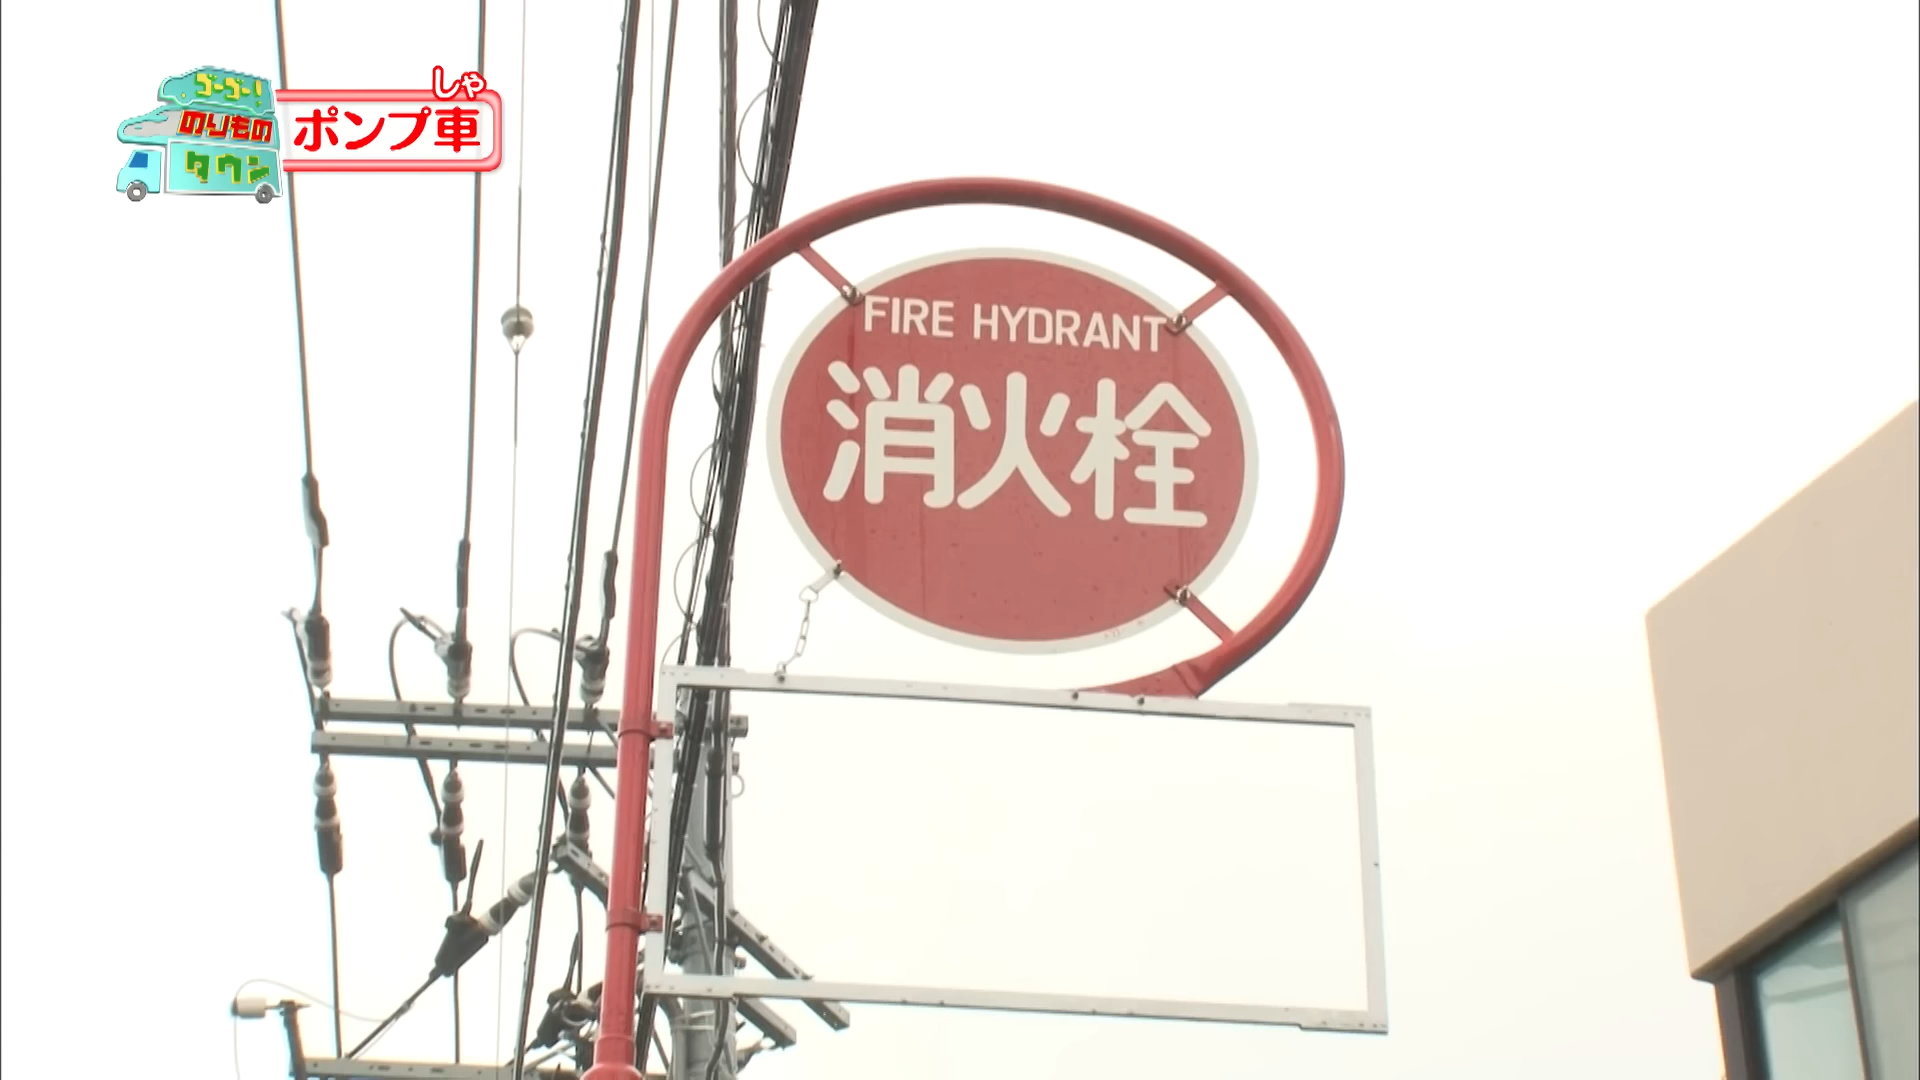 ゴーゴー!
のりもの
タウン
しゃ
ポンプ車
FIRE HYDRANT
消火栓